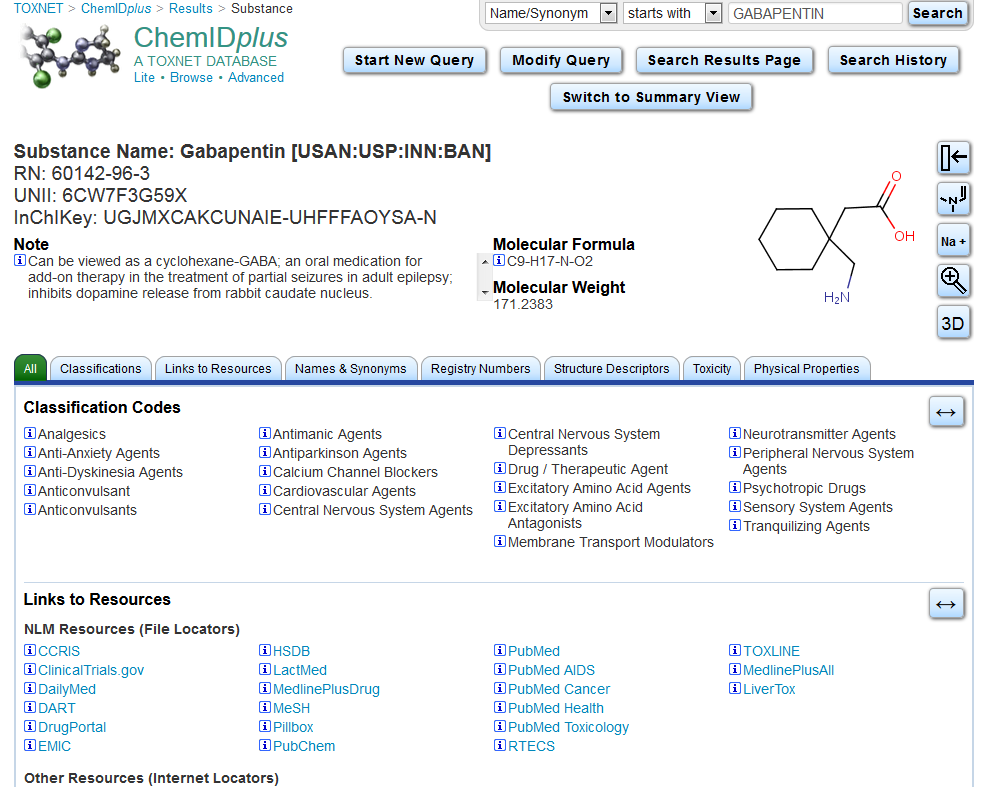 TOXNET > ChemIDplus > Results > Substance
Name/Synonym starts with GABAPENTIN Search
ChemIDplus
A TOXNET DATABASE
Lite • Browse • Advanced
Start New Query Modify Query Search Results Page Search History
Switch to Summary View
Substance Name: Gabapentin [USAN:USP:INN:BAN]
RN: 60142-96-3
UNII: 6CW7F3G59X
InChIKey: UGJMXCAKCUNAIE-UHFFFAOYSA-N
Note
Can be viewed as a cyclohexane-GABA; an oral medication for
add-on therapy in the treatment of partial seizures in adult epilepsy;
inhibits dopamine release from rabbit caudate nucleus.
Molecular Formula
C9-H17-N-O2
Molecular Weight
171.2383
O
OH
H2N
N
Na +
3D
All Classifications Links to Resources Names & Synonyms Registry Numbers Structure Descriptors Toxicity Physical Properties
Classification Codes
Analgesics
Anti-Anxiety Agents
Anti-Dyskinesia Agents
Anticonvulsant
Anticonvulsants
Antimanic Agents
Antiparkinson Agents
Calcium Channel Blockers
Cardiovascular Agents
Central Nervous System Agents
Central Nervous System
Depressants
Drug / Therapeutic Agent
Excitatory Amino Acid Agents
Excitatory Amino Acid
Antagonists
Membrane Transport Modulators
Neurotransmitter Agents
Peripheral Nervous System
Agents
Psychotropic Drugs
Sensory System Agents
Tranquilizing Agents
Links to Resources
NLM Resources (File Locators)
CCRIS
ClinicalTrials.gov
DailyMed
DART
DrugPortal
EMIC
HSDB
LactMed
MedlinePlusDrug
MeSH
Pillbox
PubChem
PubMed
PubMed AIDS
PubMed Cancer
PubMed Health
PubMed Toxicology
RTECS
TOXLINE
MedlinePlusAll
LiverTox
Other Resources (Internet Locators)